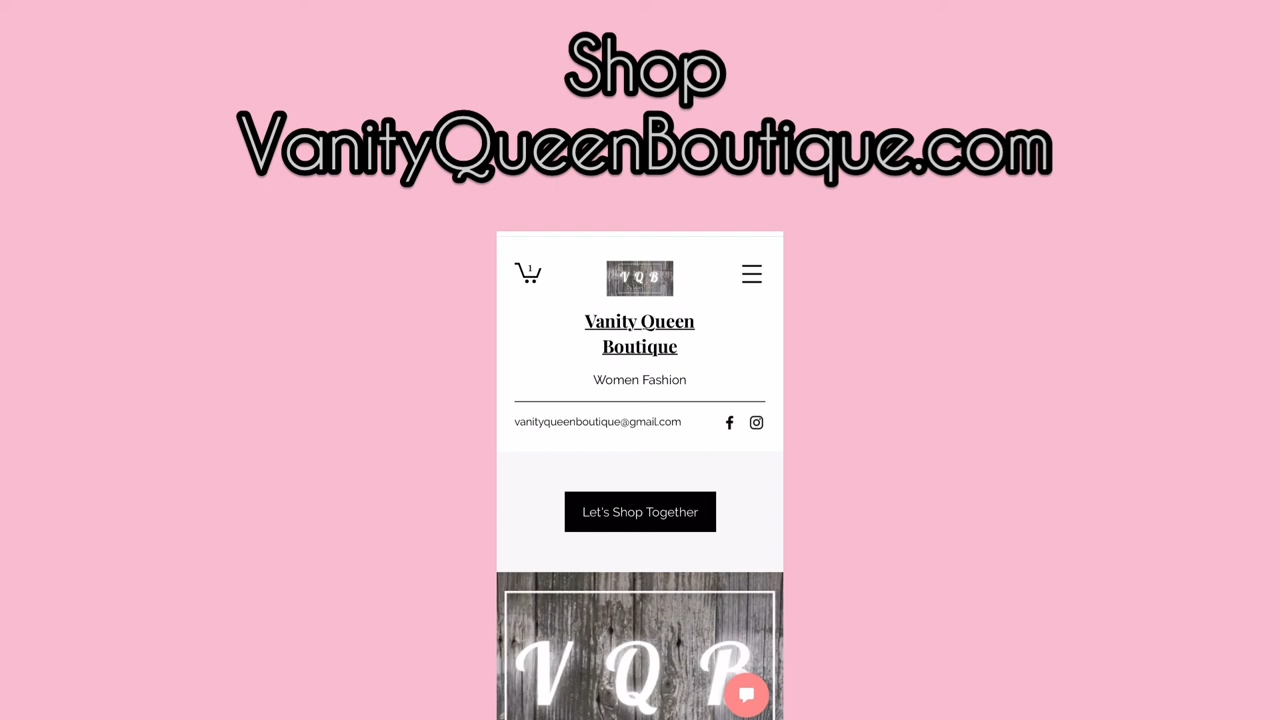 Shop
VanityQueenBoutique.com
1
V Q B
Vanity Queen
Boutique
Women Fashion
vanityqueenboutique@gmail.com
Let's Shop Together
V Q B